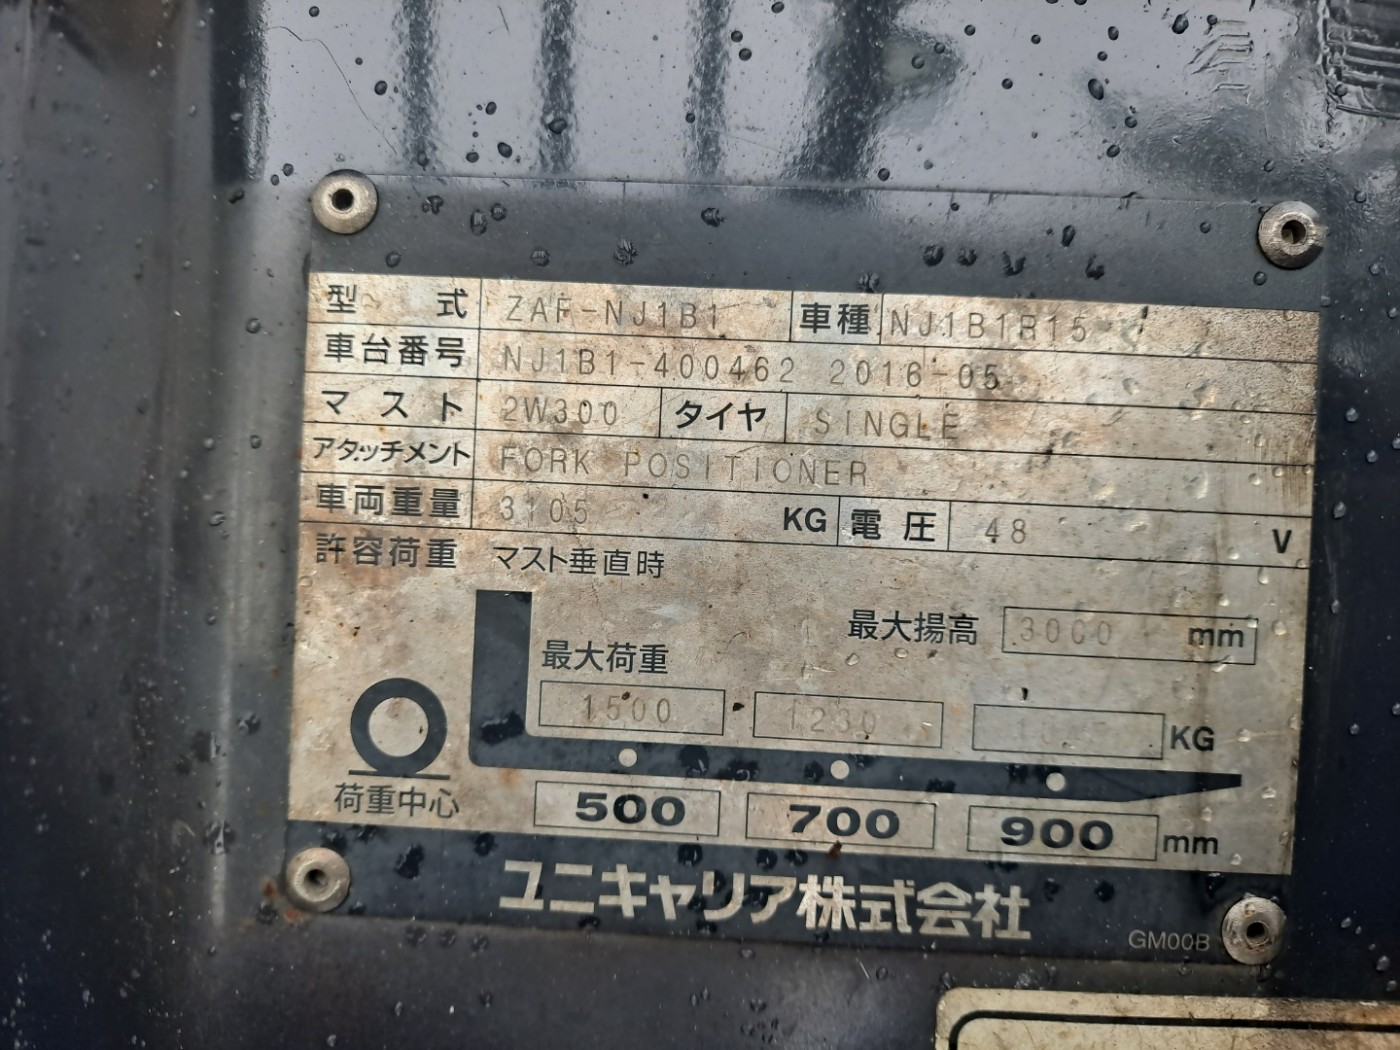 型式 ZAF-NJ1B1 車種 NJ1B1R15
車台番号 NJ1B1-400462 2016-05
マスト 2W300 タイヤ SINGLE
アタッチメント FORK POSITIONER
車両重量 3105 KG 電圧 48 V
許容荷重 マスト垂直時
最大揚高 3000 mm
最大荷重
1500 1230 KG
荷重中心 500 700 900 mm
ユニキャリア株式会社
GM00B